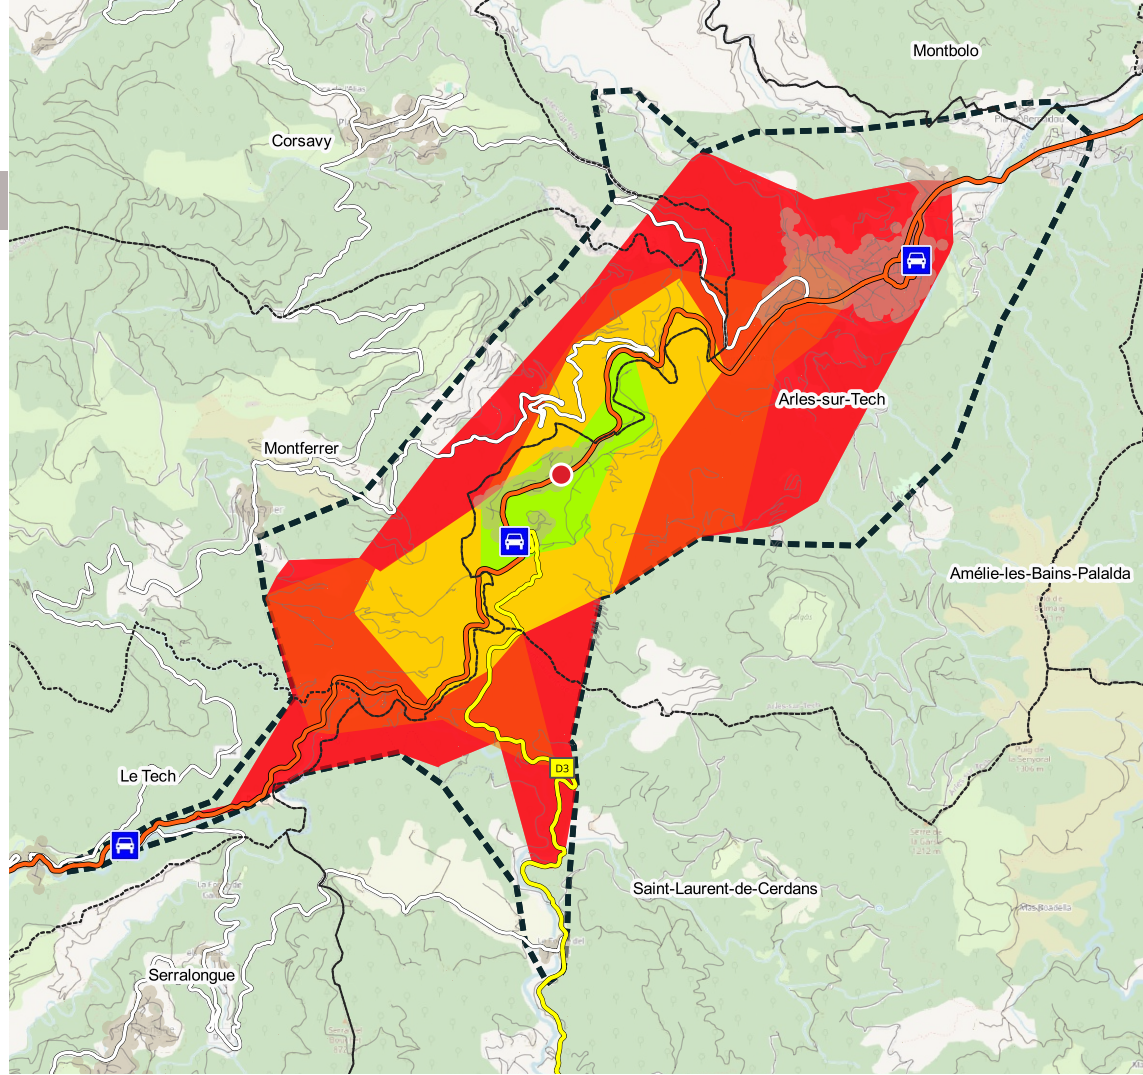 Montbolo
Corsavy
Arles-sur-Tech
Montferrer
Amélie-les-Bains-Palalda
D3
Le Tech
Saint-Laurent-de-Cerdans
Serralongue